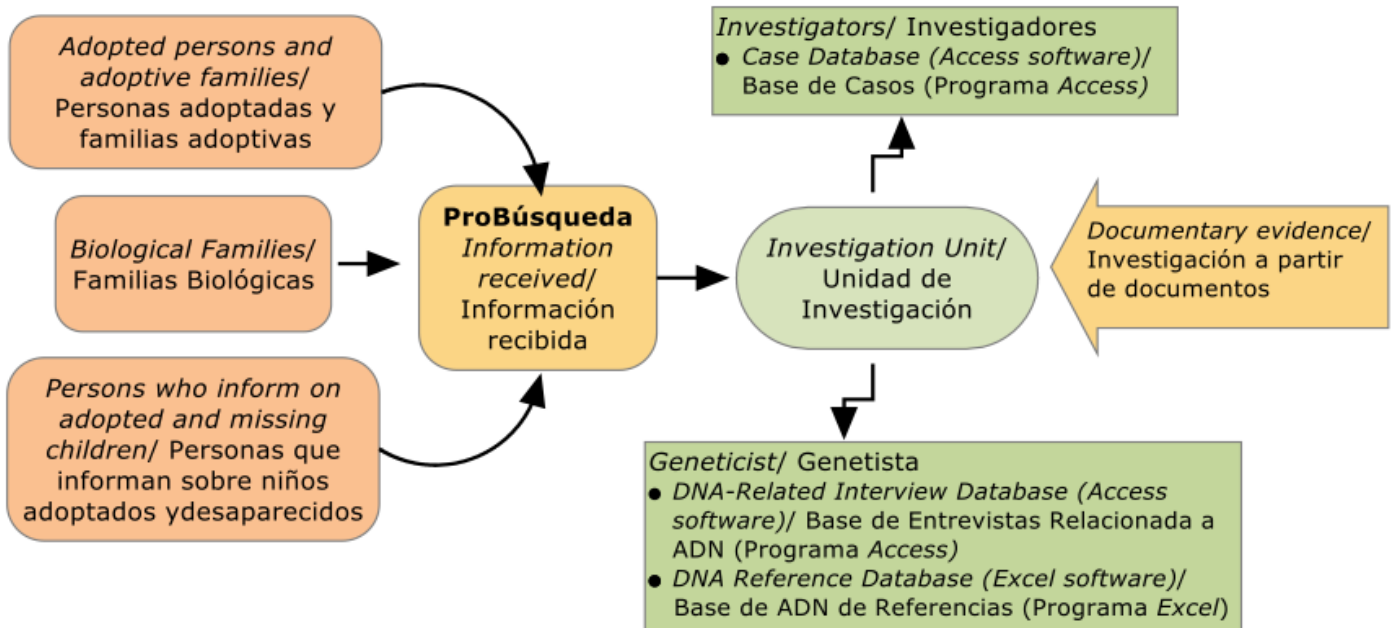 Adopted persons and
adoptive families/
Personas adoptadas y
familias adoptivas
Biological Families/
Familias Biológicas
Persons who inform on
adopted and missing
children/ Personas que
informan sobre niños
adoptados ydesaparecidos
ProBúsqueda
Information
received/
Información
recibida
Investigation Unit/
Unidad de
Investigación
Investigators/ Investigadores
● Case Database (Access software)/
Base de Casos (Programa Access)
Documentary evidence/
Investigación a partir
de documentos
Geneticist/ Genetista
● DNA-Related Interview Database (Access
software)/ Base de Entrevistas Relacionada a
ADN (Programa Access)
● DNA Reference Database (Excel software)/
Base de ADN de Referencias (Programa Excel)